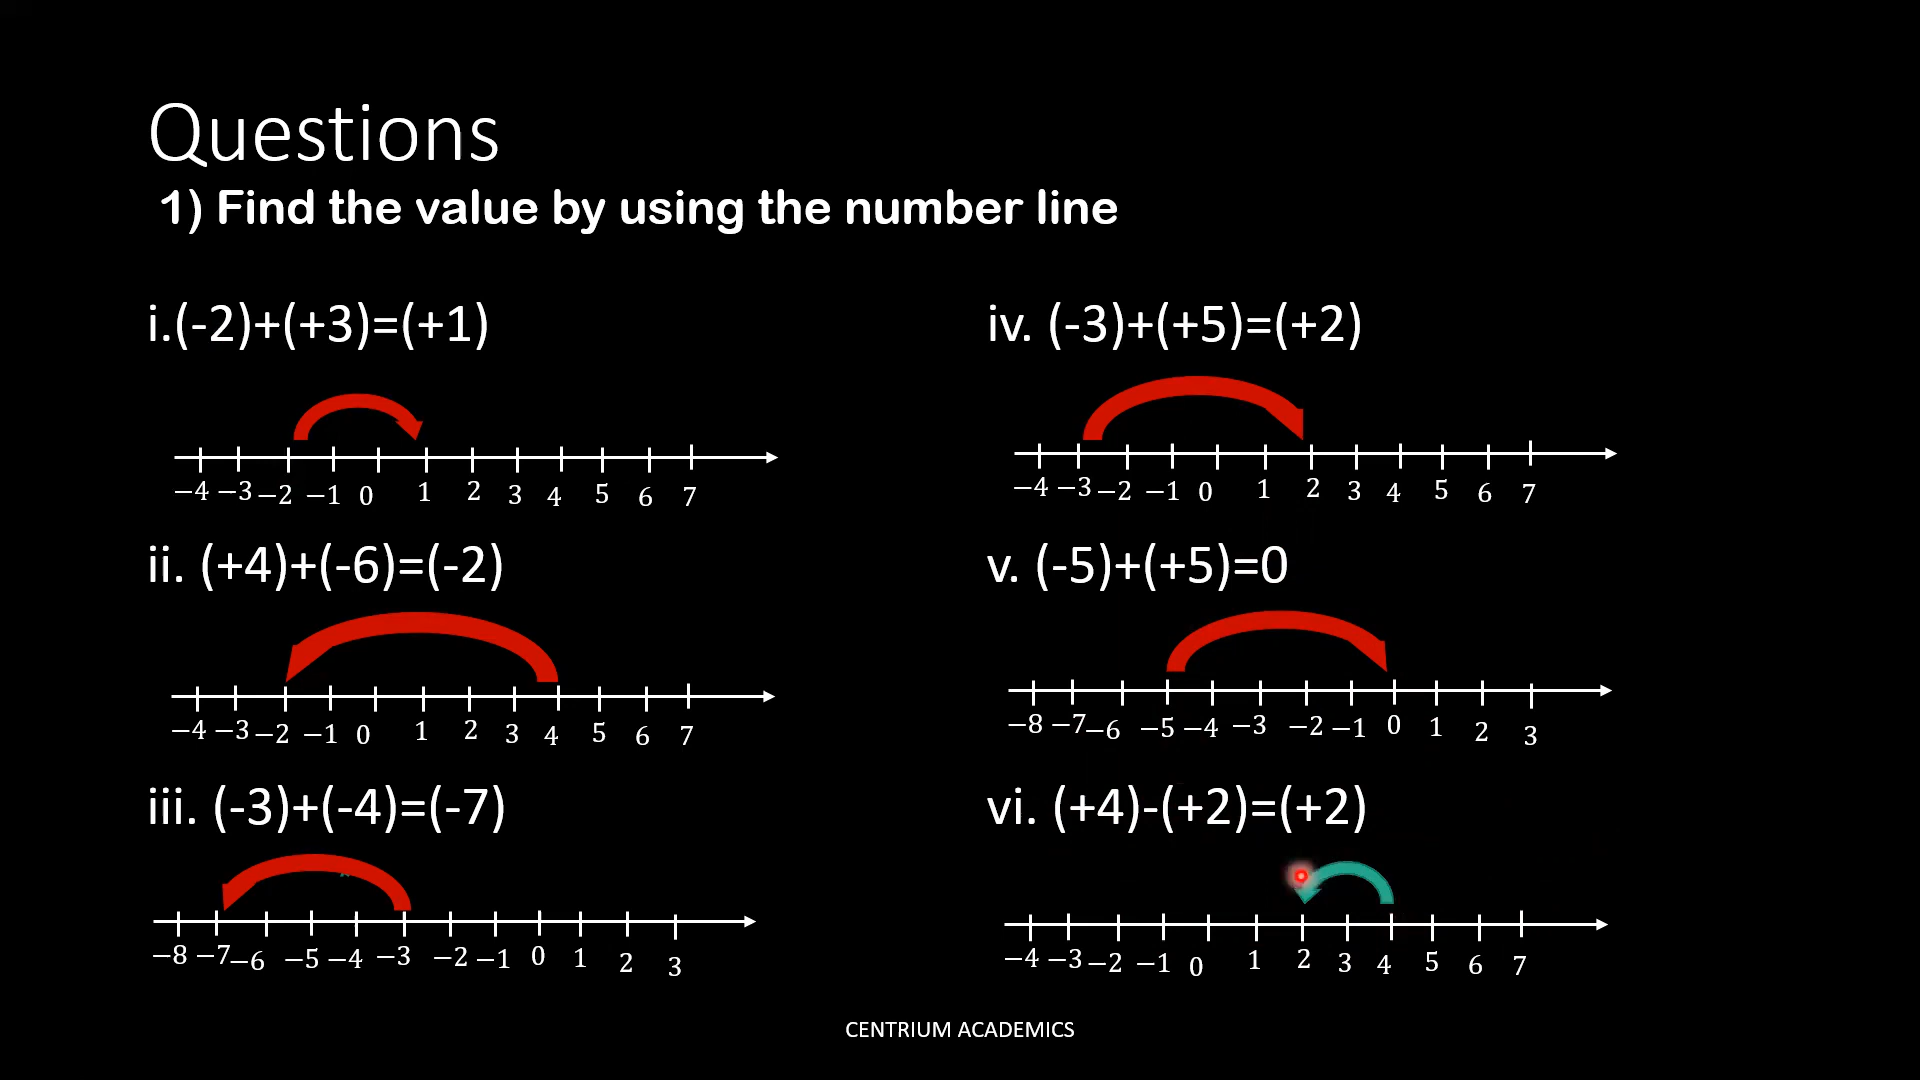 Questions
1) Find the value by using the number line
i.(-2)+(+3)=(+1)
−4 −3 −2 −1 0 1 2 3 4 5 6 7
ii. (+4)+(-6)=(-2)
−4 −3 −2 −1 0 1 2 3 4 5 6 7
iii. (-3)+(-4)=(-7)
−8 −7 −6 −5 −4 −3 −2 −1 0 1 2 3
iv. (-3)+(+5)=(+2)
−4 −3 −2 −1 0 1 2 3 4 5 6 7
v. (-5)+(+5)=0
−8 −7 −6 −5 −4 −3 −2 −1 0 1 2 3
vi. (+4)-(+2)=(+2)
−4 −3 −2 −1 0 1 2 3 4 5 6 7
CENTRIUM ACADEMICS